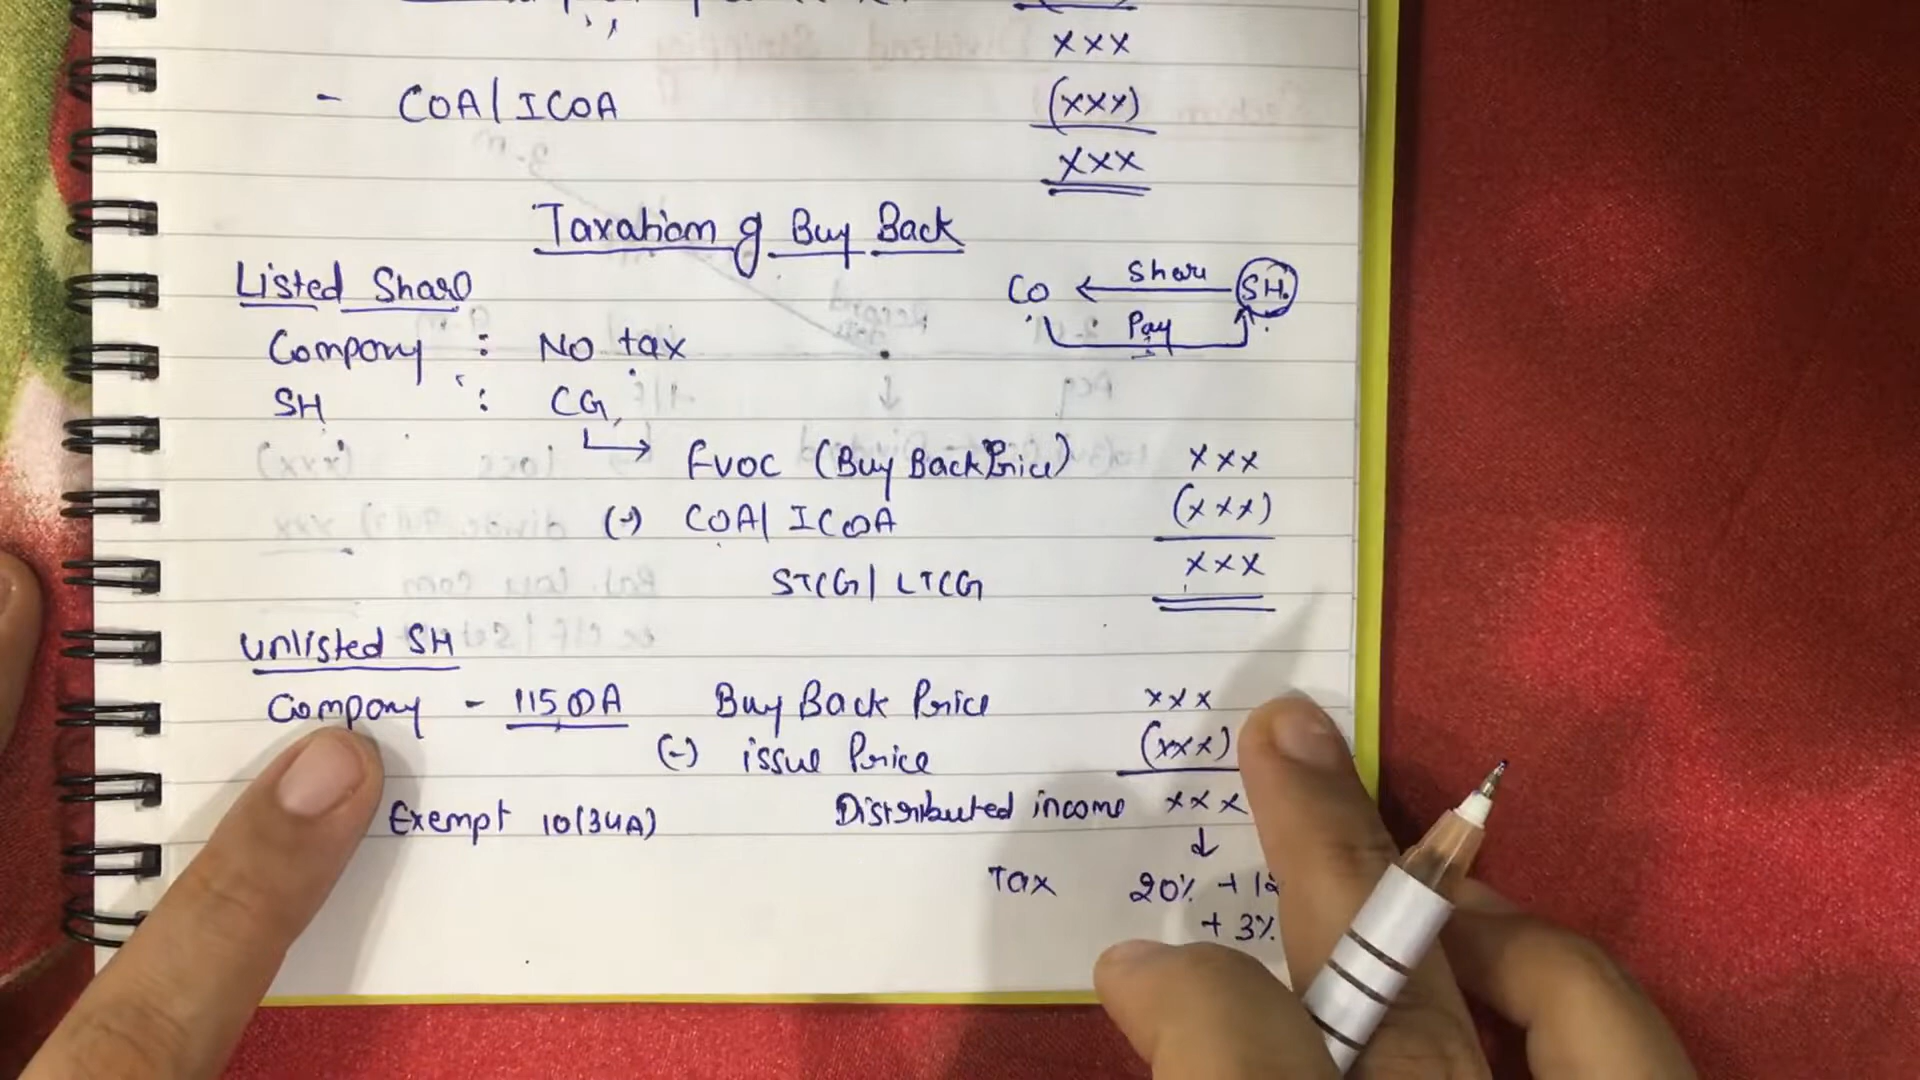 xxx
- COA/ICOA (xxx)
xxx
Taxation of Buy Back
Listed Share
Co ← Share SH.
Pay
Company : No tax
SH : CG
→ FVOC (Buy Back Price) xxx
(-) COA/ICOA (xxx)
STCG/LTCG xxx
Unlisted SH
Company - 115QA Buy Back Price xxx
(-) issue Price (xxx)
Exempt 10(34A) Distributed income xxx
↓
Tax 20% + 12
+ 3%